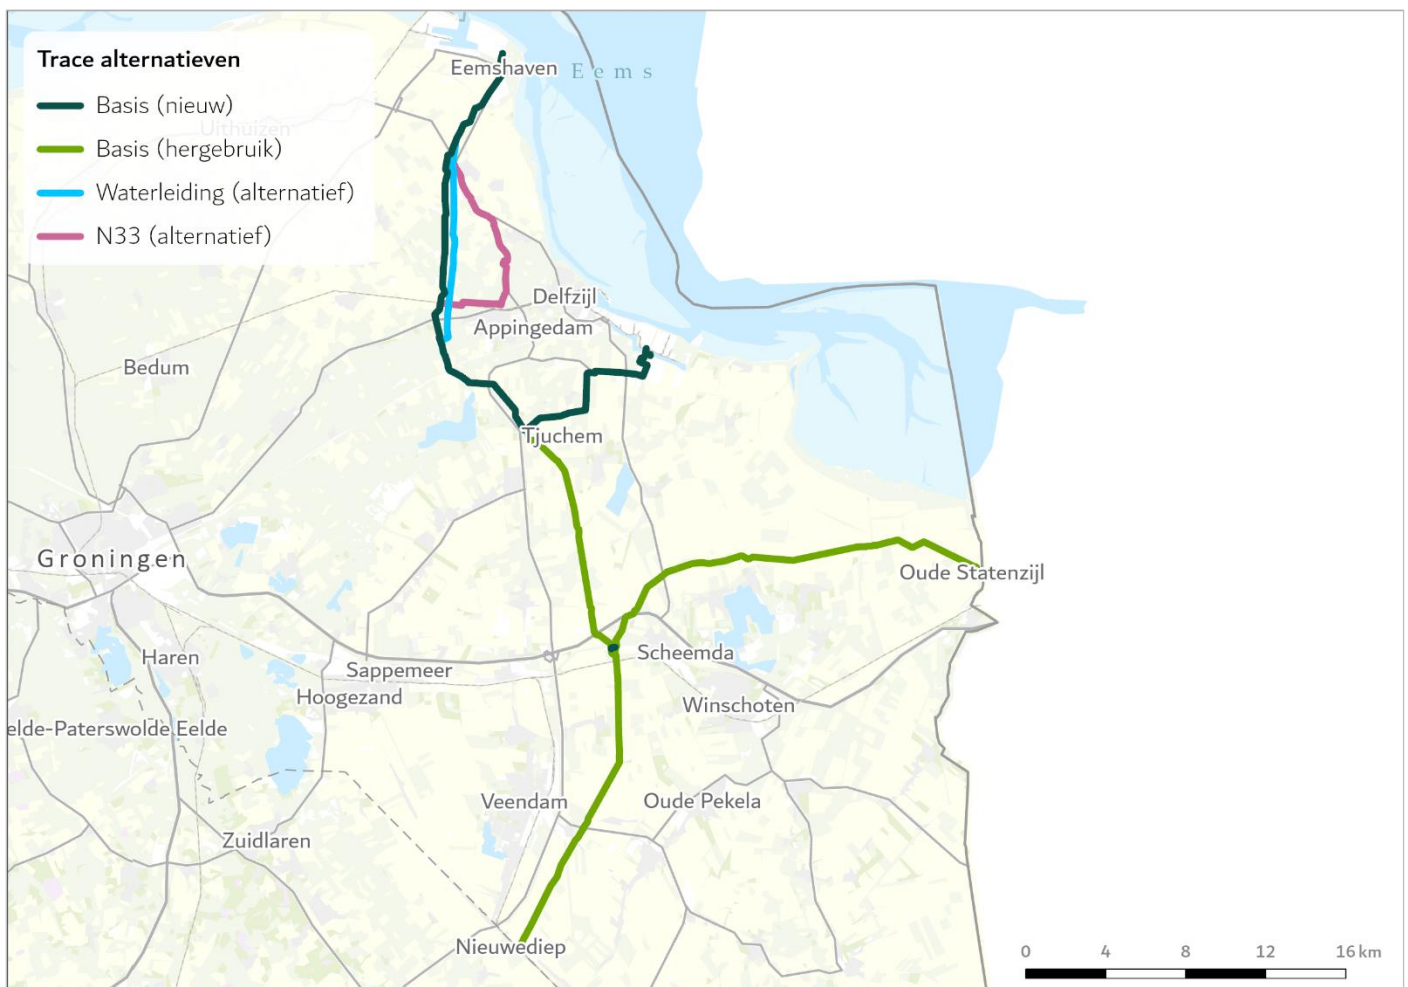 Trace alternatieven
Basis (nieuw)
Uithuizen
Basis (hergebruik)
Waterleiding (alternatief)
N33 (alternatief)
Eemshaven
Eems
Delfzijl
Appingedam
Bedum
Tjuchem
Groningen
Oude Statenzijl
Haren
Sappemeer
Scheemda
Hoogezand
Winschoten
elde-Paterswolde Eelde
Veendam
Oude Pekela
Zuidlaren
Nieuwediep
0 4 8 12 16 km